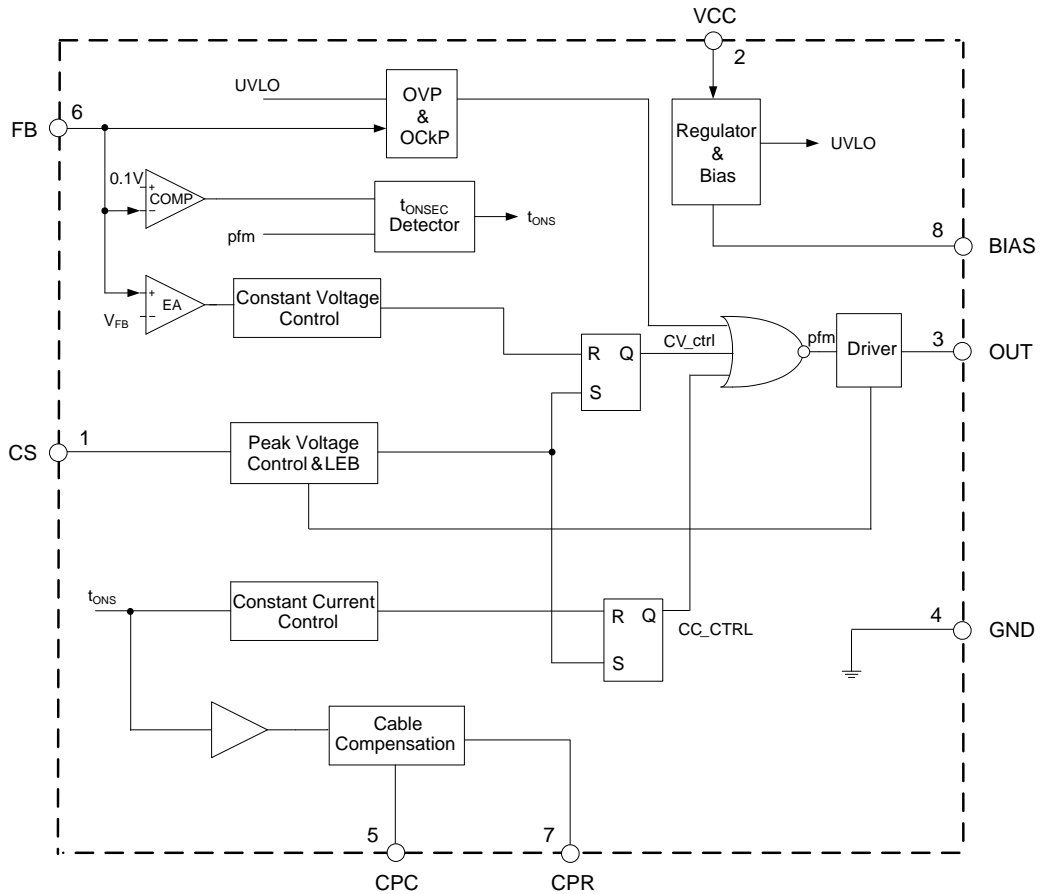 VCC
2
UVLO
OVP
&
OCkP
FB
6
Regulator
&
Bias
UVLO
0.1V
+
−
COMP
tONSEC
Detector
tONS
pfm
8
BIAS
+
−
EA
VFB
Constant Voltage
Control
R
Q
S
CV_ctrl
pfm
Driver
3
OUT
CS
1
Peak Voltage
Control & LEB
tONS
Constant Current
Control
R
Q
S
CC_CTRL
4
GND
Cable
Compensation
5
7
CPC
CPR